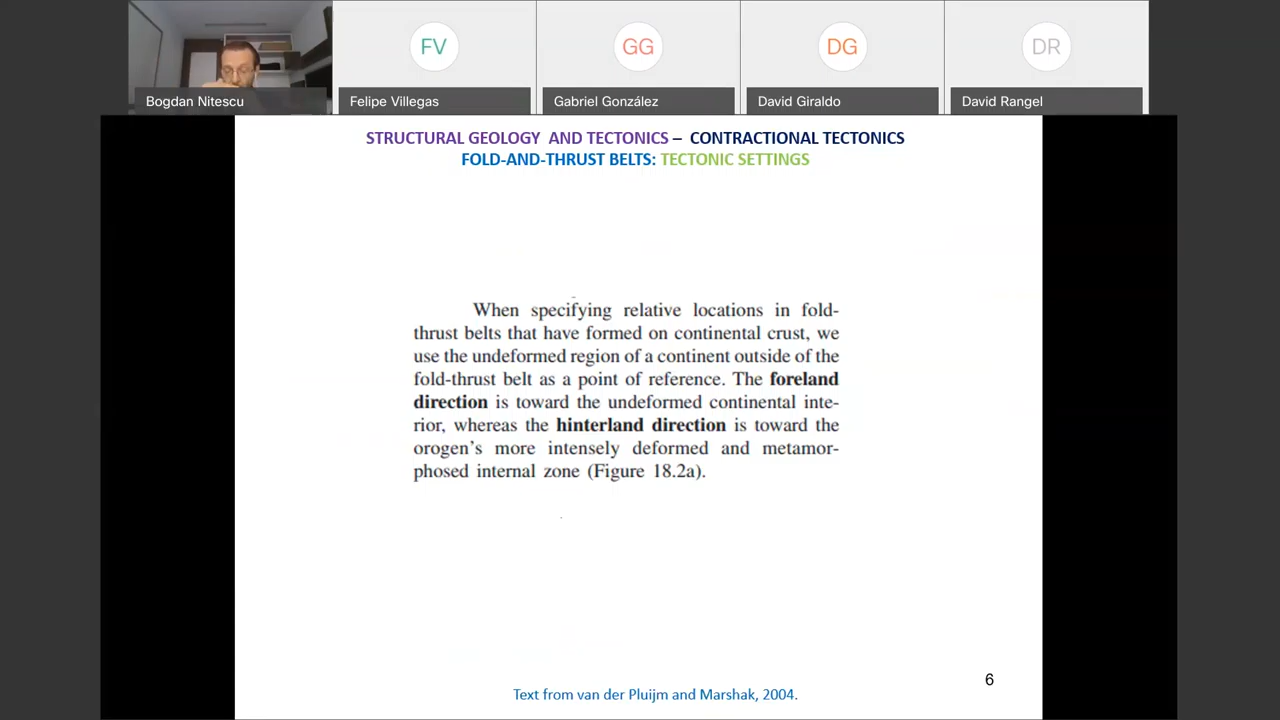 FV
GG
DG
DR
Bogdan Nitescu
Felipe Villegas
Gabriel González
David Giraldo
David Rangel
STRUCTURAL GEOLOGY AND TECTONICS – CONTRACTIONAL TECTONICS
FOLD-AND-THRUST BELTS: TECTONIC SETTINGS
When specifying relative locations in fold-
thrust belts that have formed on continental crust, we
use the undeformed region of a continent outside of the
fold-thrust belt as a point of reference. The foreland
direction is toward the undeformed continental inte-
rior, whereas the hinterland direction is toward the
orogen's more intensely deformed and metamor-
phosed internal zone (Figure 18.2a).
6
Text from van der Pluijm and Marshak, 2004.